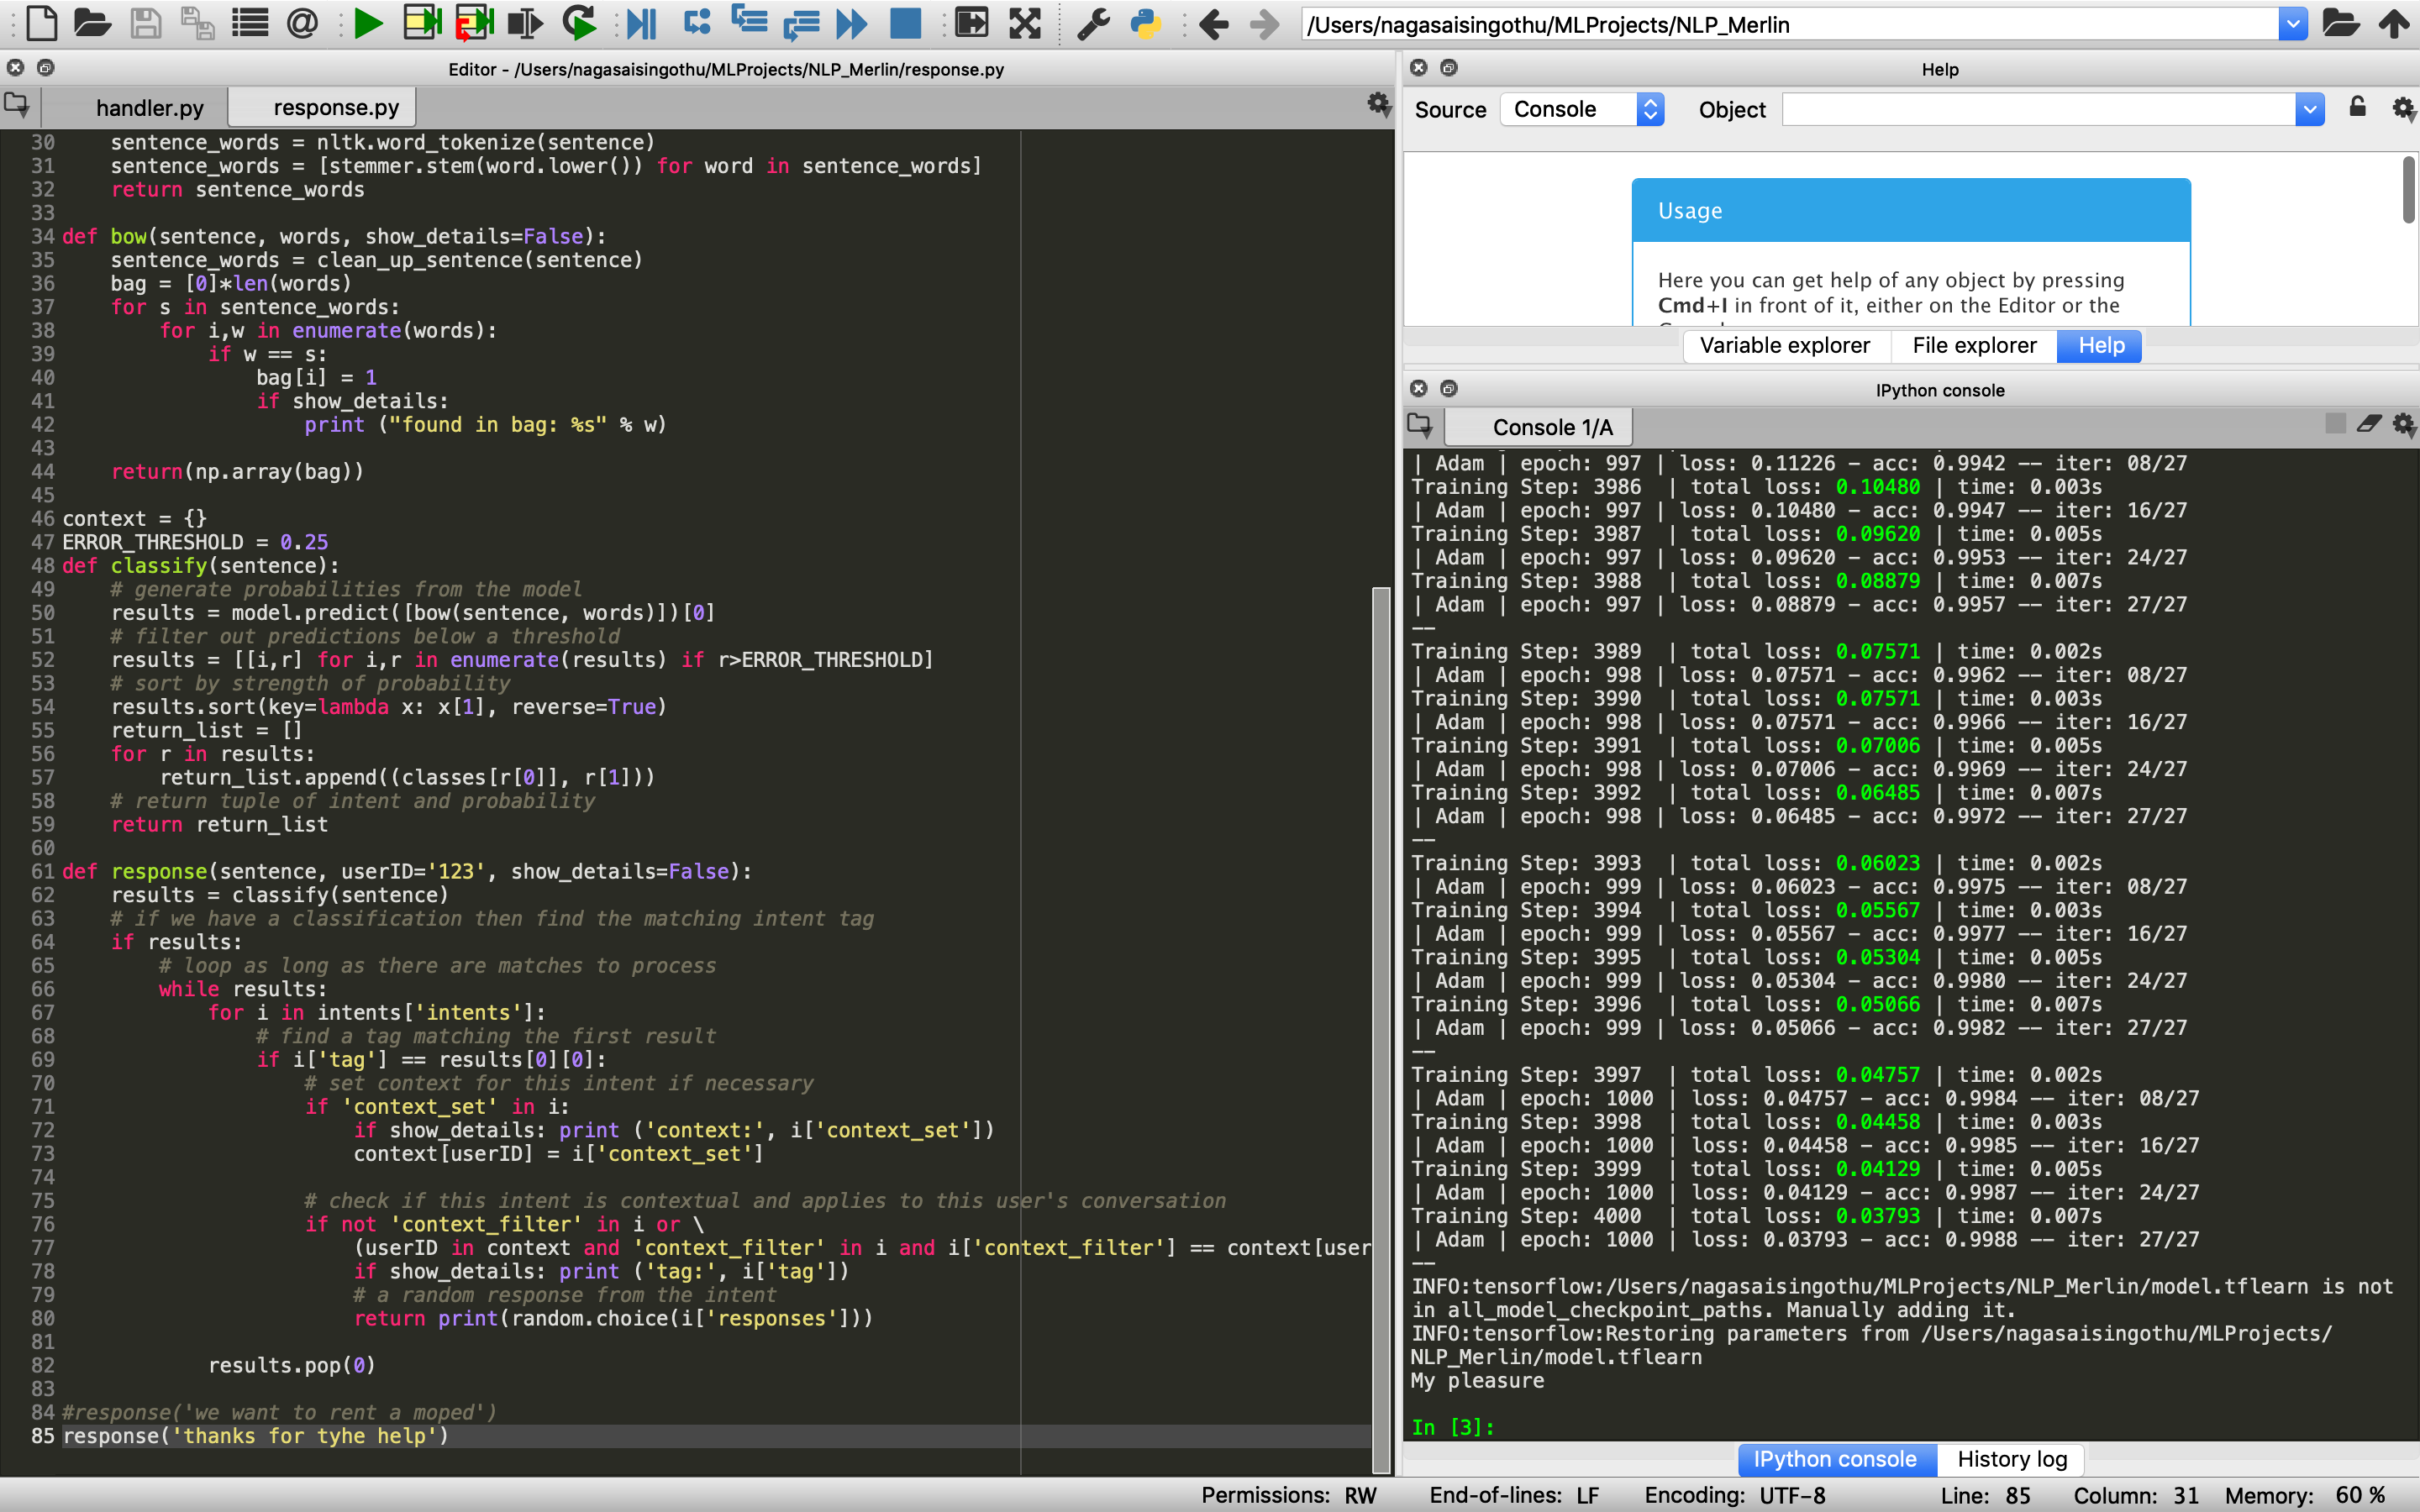 /Users/nagasaisingothu/MLProjects/NLP_Merlin
Editor - /Users/nagasaisingothu/MLProjects/NLP_Merlin/response.py
handler.py
response.py
30     sentence_words = nltk.word_tokenize(sentence)
31     sentence_words = [stemmer.stem(word.lower()) for word in sentence_words]
32     return sentence_words
33
34 def bow(sentence, words, show_details=False):
35     sentence_words = clean_up_sentence(sentence)
36     bag = [0]*len(words)
37     for s in sentence_words:
38         for i,w in enumerate(words):
39             if w == s:
40                 bag[i] = 1
41                 if show_details:
42                     print ("found in bag: %s" % w)
43
44     return(np.array(bag))
45
46 context = {}
47 ERROR_THRESHOLD = 0.25
48 def classify(sentence):
49     # generate probabilities from the model
50     results = model.predict([bow(sentence, words)])[0]
51     # filter out predictions below a threshold
52     results = [[i,r] for i,r in enumerate(results) if r>ERROR_THRESHOLD]
53     # sort by strength of probability
54     results.sort(key=lambda x: x[1], reverse=True)
55     return_list = []
56     for r in results:
57         return_list.append((classes[r[0]], r[1]))
58     # return tuple of intent and probability
59     return return_list
60
61 def response(sentence, userID='123', show_details=False):
62     results = classify(sentence)
63     # if we have a classification then find the matching intent tag
64     if results:
65         # loop as long as there are matches to process
66         while results:
67             for i in intents['intents']:
68                 # find a tag matching the first result
69                 if i['tag'] == results[0][0]:
70                     # set context for this intent if necessary
71                     if 'context_set' in i:
72                         if show_details: print ('context:', i['context_set'])
73                         context[userID] = i['context_set']
74
75                     # check if this intent is contextual and applies to this user's conversation
76                     if not 'context_filter' in i or \
77                         (userID in context and 'context_filter' in i and i['context_filter'] == context[user
78                         if show_details: print ('tag:', i['tag'])
79                         # a random response from the intent
80                         return print(random.choice(i['responses']))
81
82             results.pop(0)
83
84 #response('we want to rent a moped')
85 response('thanks for tyhe help')
Help
Source Console Object
Usage
Here you can get help of any object by pressing
Cmd+I in front of it, either on the Editor or the
Variable explorer File explorer Help
IPython console
Console 1/A
| Adam | epoch: 997 | loss: 0.11226 - acc: 0.9942 -- iter: 08/27
Training Step: 3986  | total loss: 0.10480 | time: 0.003s
| Adam | epoch: 997 | loss: 0.10480 - acc: 0.9947 -- iter: 16/27
Training Step: 3987  | total loss: 0.09620 | time: 0.005s
| Adam | epoch: 997 | loss: 0.09620 - acc: 0.9953 -- iter: 24/27
Training Step: 3988  | total loss: 0.08879 | time: 0.007s
| Adam | epoch: 997 | loss: 0.08879 - acc: 0.9957 -- iter: 27/27
--
Training Step: 3989  | total loss: 0.07571 | time: 0.002s
| Adam | epoch: 998 | loss: 0.07571 - acc: 0.9962 -- iter: 08/27
Training Step: 3990  | total loss: 0.07571 | time: 0.003s
| Adam | epoch: 998 | loss: 0.07571 - acc: 0.9966 -- iter: 16/27
Training Step: 3991  | total loss: 0.07006 | time: 0.005s
| Adam | epoch: 998 | loss: 0.07006 - acc: 0.9969 -- iter: 24/27
Training Step: 3992  | total loss: 0.06485 | time: 0.007s
| Adam | epoch: 998 | loss: 0.06485 - acc: 0.9972 -- iter: 27/27
--
Training Step: 3993  | total loss: 0.06023 | time: 0.002s
| Adam | epoch: 999 | loss: 0.06023 - acc: 0.9975 -- iter: 08/27
Training Step: 3994  | total loss: 0.05567 | time: 0.003s
| Adam | epoch: 999 | loss: 0.05567 - acc: 0.9977 -- iter: 16/27
Training Step: 3995  | total loss: 0.05304 | time: 0.005s
| Adam | epoch: 999 | loss: 0.05304 - acc: 0.9980 -- iter: 24/27
Training Step: 3996  | total loss: 0.05066 | time: 0.007s
| Adam | epoch: 999 | loss: 0.05066 - acc: 0.9982 -- iter: 27/27
--
Training Step: 3997  | total loss: 0.04757 | time: 0.002s
| Adam | epoch: 1000 | loss: 0.04757 - acc: 0.9984 -- iter: 08/27
Training Step: 3998  | total loss: 0.04458 | time: 0.003s
| Adam | epoch: 1000 | loss: 0.04458 - acc: 0.9985 -- iter: 16/27
Training Step: 3999  | total loss: 0.04129 | time: 0.005s
| Adam | epoch: 1000 | loss: 0.04129 - acc: 0.9987 -- iter: 24/27
Training Step: 4000  | total loss: 0.03793 | time: 0.007s
| Adam | epoch: 1000 | loss: 0.03793 - acc: 0.9988 -- iter: 27/27
--
INFO:tensorflow:/Users/nagasaisingothu/MLProjects/NLP_Merlin/model.tflearn is not
in all_model_checkpoint_paths. Manually adding it.
INFO:tensorflow:Restoring parameters from /Users/nagasaisingothu/MLProjects/
NLP_Merlin/model.tflearn
My pleasure
In [3]:
IPython console History log
Permissions: RW End-of-lines: LF Encoding: UTF-8 Line: 85 Column: 31 Memory: 60 %